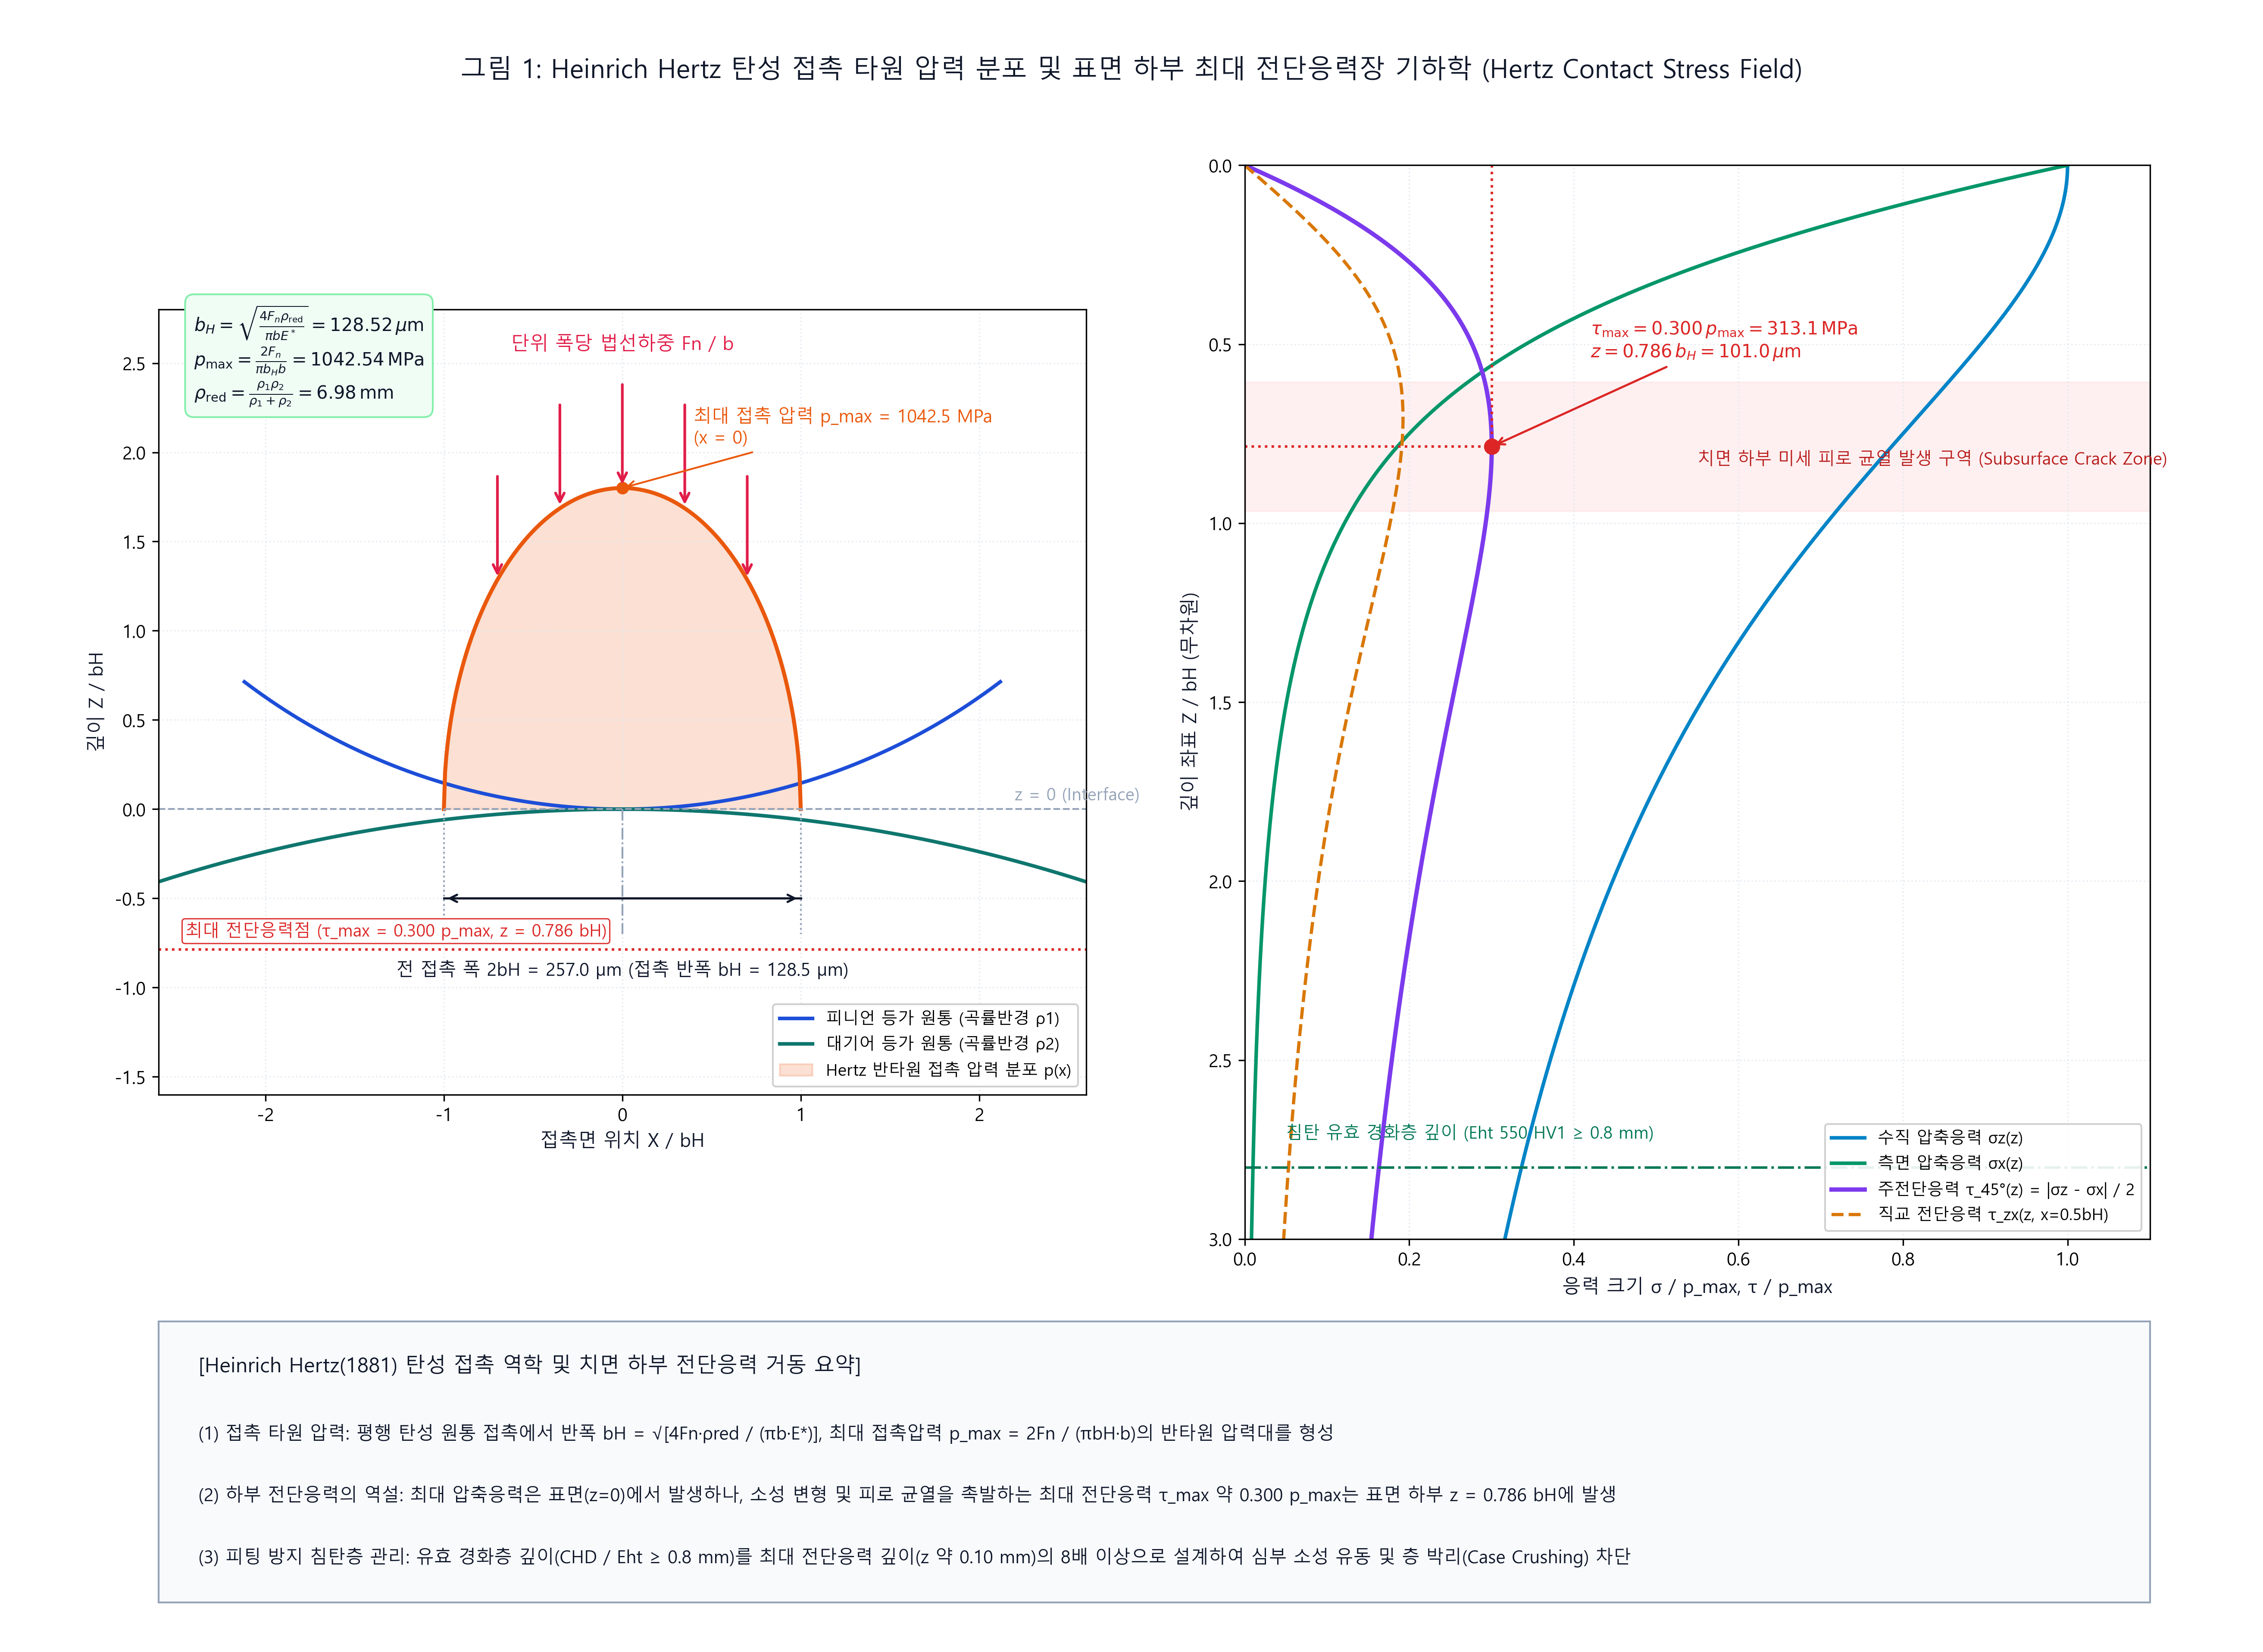 그림 1: Heinrich Hertz 탄성 접촉 타원 압력 분포 및 표면 하부 최대 전단응력장 기하학 (Hertz Contact Stress Field)
b_H = √(4F_nρ_red / πbE*) = 128.52 μm
p_max = 2F_n / πb_Hb = 1042.54 MPa
ρ_red = ρ_1ρ_2 / ρ_1 + ρ_2 = 6.98 mm
단위 폭당 법선하중 Fn / b
최대 접촉 압력 p_max = 1042.5 MPa
(x = 0)
z = 0 (Interface)
최대 전단응력점 (τ_max = 0.300 p_max, z = 0.786 bH)
전 접촉 폭 2bH = 257.0 μm (접촉 반폭 bH = 128.5 μm)
피니언 등가 원통 (곡률반경 ρ1)
대기어 등가 원통 (곡률반경 ρ2)
Hertz 반타원 접촉 압력 분포 p(x)
깊이 Z / bH
2.5
2.0
1.5
1.0
0.5
0.0
-0.5
-1.0
-1.5
-2
-1
0
1
2
접촉면 위치 X / bH
깊이 좌표 Z / bH (무차원)
0.0
0.5
1.0
1.5
2.0
2.5
3.0
τ_max = 0.300 p_max = 313.1 MPa
z = 0.786 b_H = 101.0 μm
치면 하부 미세 피로 균열 발생 구역 (Subsurface Crack Zone)
침탄 유효 경화층 깊이 (Eht 550 HV1 ≥ 0.8 mm)
수직 압축응력 σz(z)
측면 압축응력 σx(z)
주전단응력 τ_45°(z) = |σz - σx| / 2
직교 전단응력 τ_zx(z, x=0.5bH)
0.0
0.2
0.4
0.6
0.8
1.0
응력 크기 σ / p_max, τ / p_max
[Heinrich Hertz(1881) 탄성 접촉 역학 및 치면 하부 전단응력 거동 요약]
(1) 접촉 타원 압력: 평행 탄성 원통 접촉에서 반폭 bH = √[4Fn·ρred / (πb·E*)], 최대 접촉압력 p_max = 2Fn / (πbH·b)의 반타원 압력대를 형성
(2) 하부 전단응력의 역설: 최대 압축응력은 표면(z=0)에서 발생하나, 소성 변형 및 피로 균열을 촉발하는 최대 전단응력 τ_max 약 0.300 p_max는 표면 하부 z = 0.786 bH에 발생
(3) 피팅 방지 침탄층 관리: 유효 경화층 깊이(CHD / Eht ≥ 0.8 mm)를 최대 전단응력 깊이(z 약 0.10 mm)의 8배 이상으로 설계하여 심부 소성 유동 및 층 박리(Case Crushing) 차단